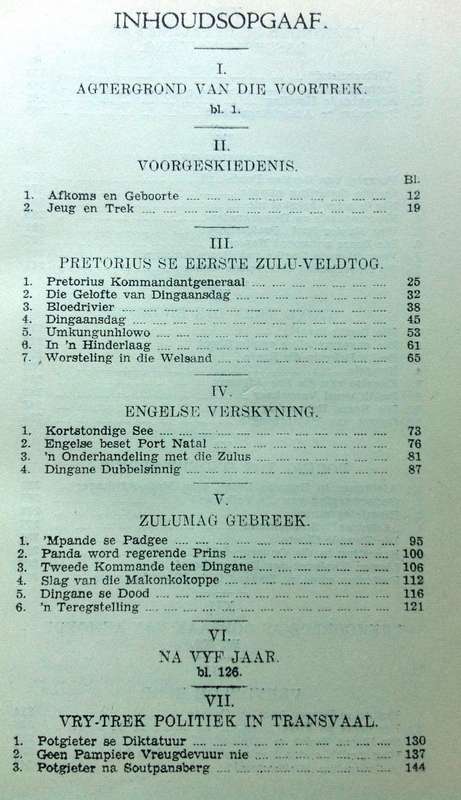 INHOUDSOPGAAF.
I.
AGTERGROND VAN DIE VOORTREK.
bl. 1.
II.
VOORGESKIEDENIS.
Bl.
1. Afkoms en Geboorte 12
2. Jeug en Trek 19
III.
PRETORIUS SE EERSTE ZULU-VELDTOG.
1. Pretorius Kommandantgeneraal 25
2. Die Gelofte van Dingaansdag 32
3. Bloedrivier 38
4. Dingaansdag 45
5. Umkungunhlowo 53
6. In 'n Hinderlaag 61
7. Worsteling in die Welsand 65
IV.
ENGELSE VERSKYNING.
1. Kortstondige See 73
2. Engelse beset Port Natal 76
3. 'n Onderhandeling met die Zulus 81
4. Dingane Dubbelsinnig 87
V.
ZULUMAG GEBREEK.
1. 'Mpande se Padgee 95
2. Panda word regerende Prins 100
3. Tweede Kommande teen Dingane 106
4. Slag van die Makonkokoppe 112
5. Dingane se Dood 116
6. 'n Teregstelling 121
VI.
NA VYF JAAR.
bl. 126.
VII.
VRY-TREK POLITIEK IN TRANSVAAL.
1. Potgieter se Diktatuur 130
2. Geen Pampiere Vreugdevuur nie 137
3. Potgieter na Soutpansberg 144